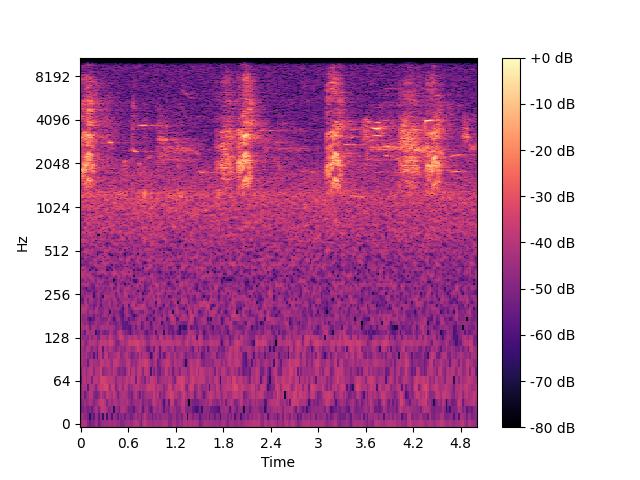 8192
4096
2048
1024
512
256
128
64
0
Hz
0 0.6 1.2 1.8 2.4 3 3.6 4.2 4.8
Time
+0 dB
-10 dB
-20 dB
-30 dB
-40 dB
-50 dB
-60 dB
-70 dB
-80 dB